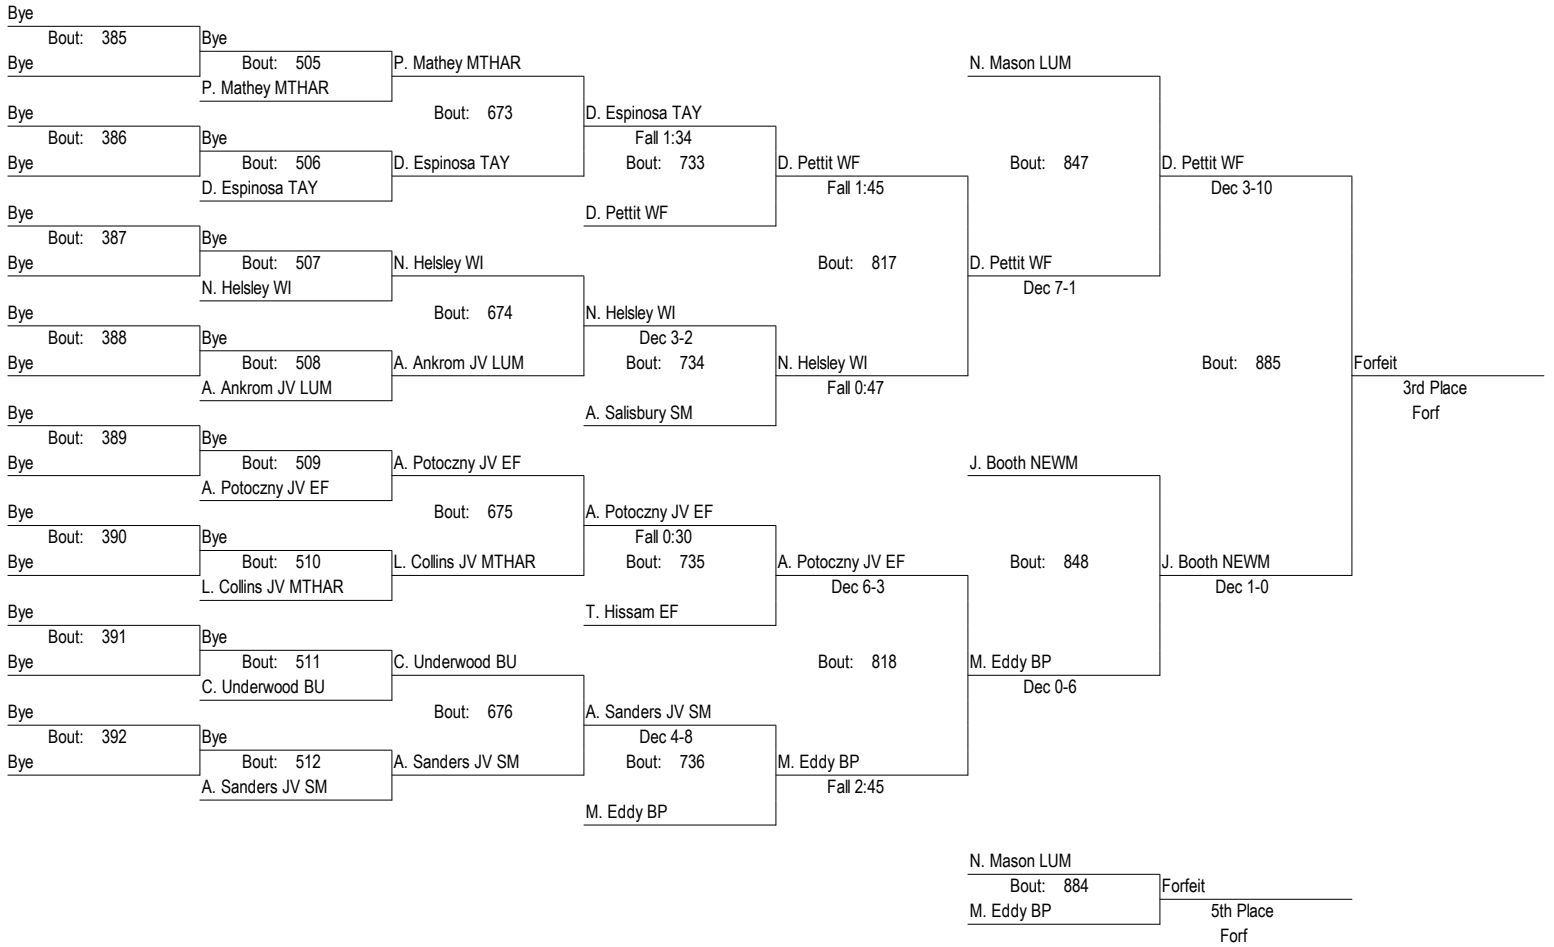 Bye
Bout: 385
Bye
Bye
Bout: 386
Bye
Bye
Bout: 387
Bye
Bye
Bout: 388
Bye
Bye
Bout: 389
Bye
Bye
Bout: 390
Bye
Bye
Bout: 391
Bye
Bye
Bout: 392
Bye
Bye
Bout: 505
P. Mathey MTHAR
Bye
Bout: 506
D. Espinosa TAY
Bye
Bout: 507
N. Helsley WI
Bye
Bout: 508
A. Ankrom JV LUM
Bye
Bout: 509
A. Potoczny JV EF
Bye
Bout: 510
L. Collins JV MTHAR
Bye
Bout: 511
C. Underwood BU
Bye
Bout: 512
A. Sanders JV SM
P. Mathey MTHAR
Bout: 673
D. Espinosa TAY
N. Helsley WI
Bout: 674
A. Ankrom JV LUM
A. Potoczny JV EF
Bout: 675
L. Collins JV MTHAR
C. Underwood BU
Bout: 676
A. Sanders JV SM
D. Espinosa TAY
Fall 1:34
Bout: 733
D. Pettit WF
N. Helsley WI
Dec 3-2
Bout: 734
A. Salisbury SM
A. Potoczny JV EF
Fall 0:30
Bout: 735
T. Hissam EF
A. Sanders JV SM
Dec 4-8
Bout: 736
M. Eddy BP
D. Pettit WF
Fall 1:45
Bout: 817
N. Helsley WI
Fall 0:47
A. Potoczny JV EF
Dec 6-3
Bout: 818
M. Eddy BP
Fall 2:45
N. Mason LUM
Bout: 847
D. Pettit WF
Dec 7-1
J. Booth NEWM
Bout: 848
M. Eddy BP
Dec 0-6
D. Pettit WF
Dec 3-10
Bout: 885
J. Booth NEWM
Dec 1-0
Forfeit
3rd Place
Forf
N. Mason LUM
Bout: 884
M. Eddy BP
Forfeit
5th Place
Forf